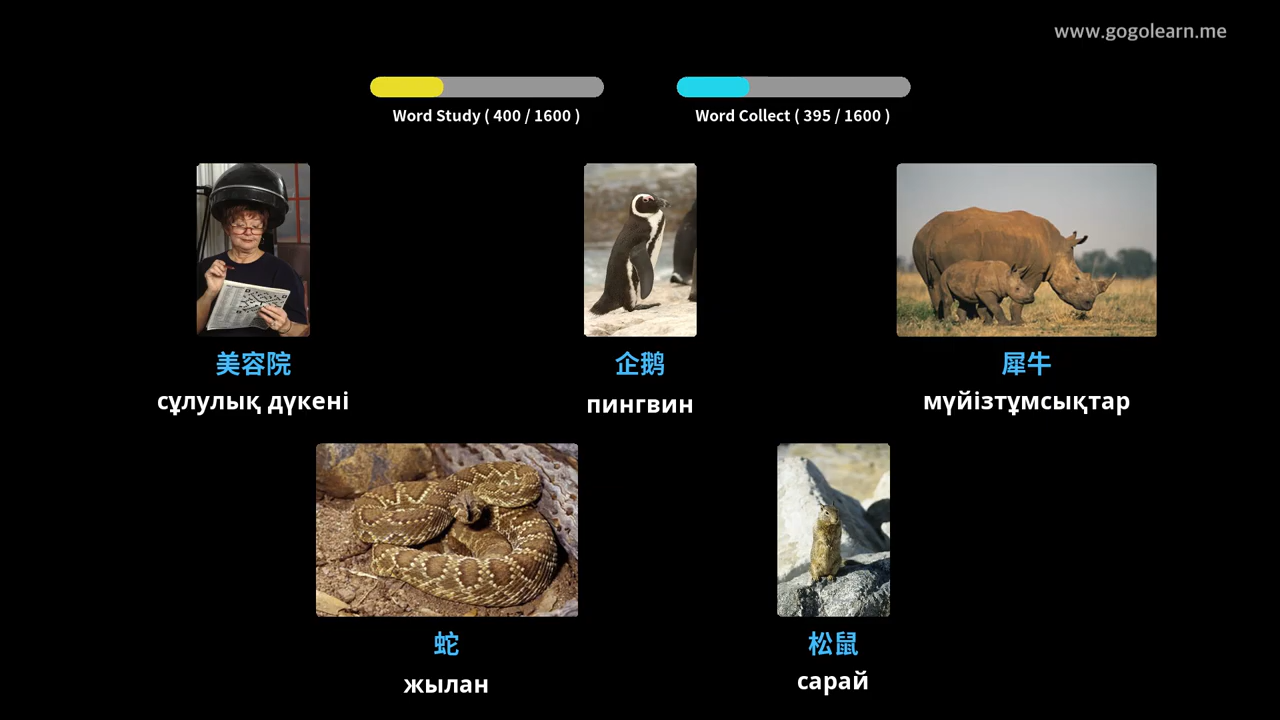 www.gogolearn.me
Word Study ( 400 / 1600 )
Word Collect ( 395 / 1600 )
美容院
企鹅
犀牛
сұлулық дүкені
пингвин
мүйізтұмсықтар
蛇
松鼠
жылан
сарай